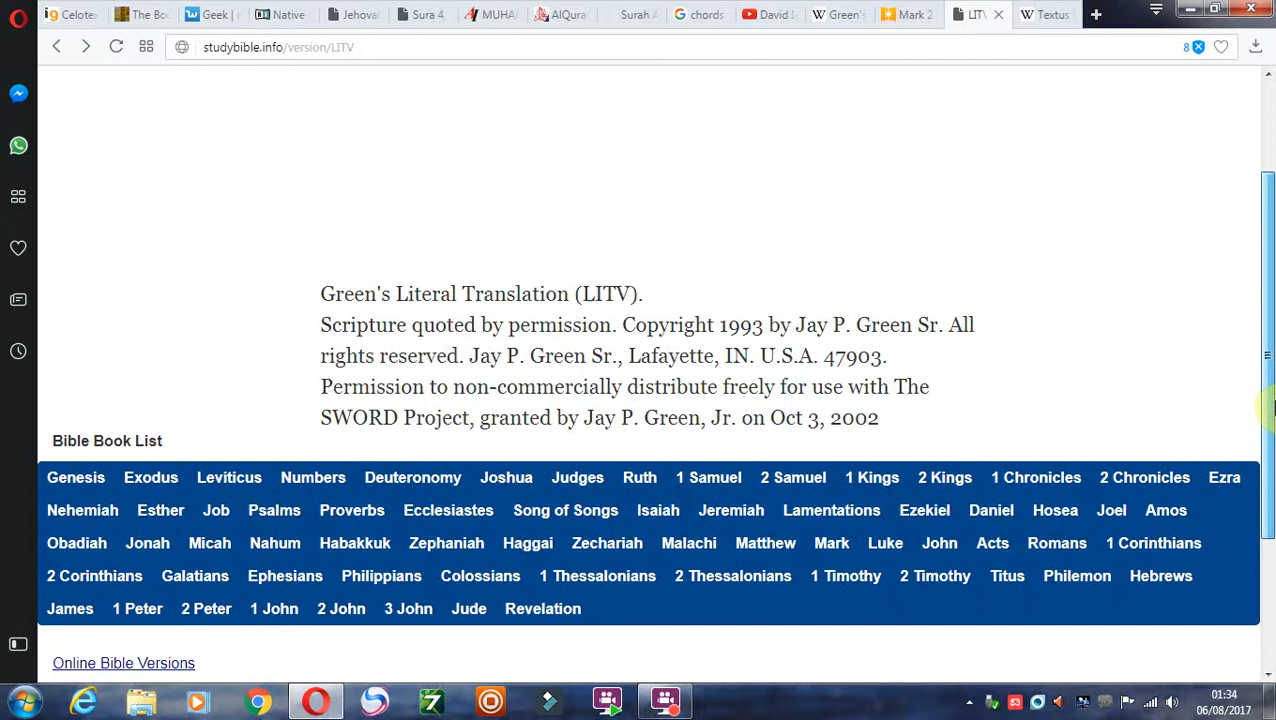 Celotex
The Boo
Geek |
Native
Jehova
Sura 4,
MUHA
AlQura
Surah A
chords
David
Green's
Mark 2
LITV
Textus
studybible.info/version/LITV
8
Green's Literal Translation (LITV).
Scripture quoted by permission. Copyright 1993 by Jay P. Green Sr. All
rights reserved. Jay P. Green Sr., Lafayette, IN. U.S.A. 47903.
Permission to non-commercially distribute freely for use with The
SWORD Project, granted by Jay P. Green, Jr. on Oct 3, 2002
Bible Book List
Genesis Exodus Leviticus Numbers Deuteronomy Joshua Judges Ruth 1 Samuel 2 Samuel 1 Kings 2 Kings 1 Chronicles 2 Chronicles Ezra
Nehemiah Esther Job Psalms Proverbs Ecclesiastes Song of Songs Isaiah Jeremiah Lamentations Ezekiel Daniel Hosea Joel Amos
Obadiah Jonah Micah Nahum Habakkuk Zephaniah Haggai Zechariah Malachi Matthew Mark Luke John Acts Romans 1 Corinthians
2 Corinthians Galatians Ephesians Philippians Colossians 1 Thessalonians 2 Thessalonians 1 Timothy 2 Timothy Titus Philemon Hebrews
James 1 Peter 2 Peter 1 John 2 John 3 John Jude Revelation
Online Bible Versions
01:34
06/08/2017